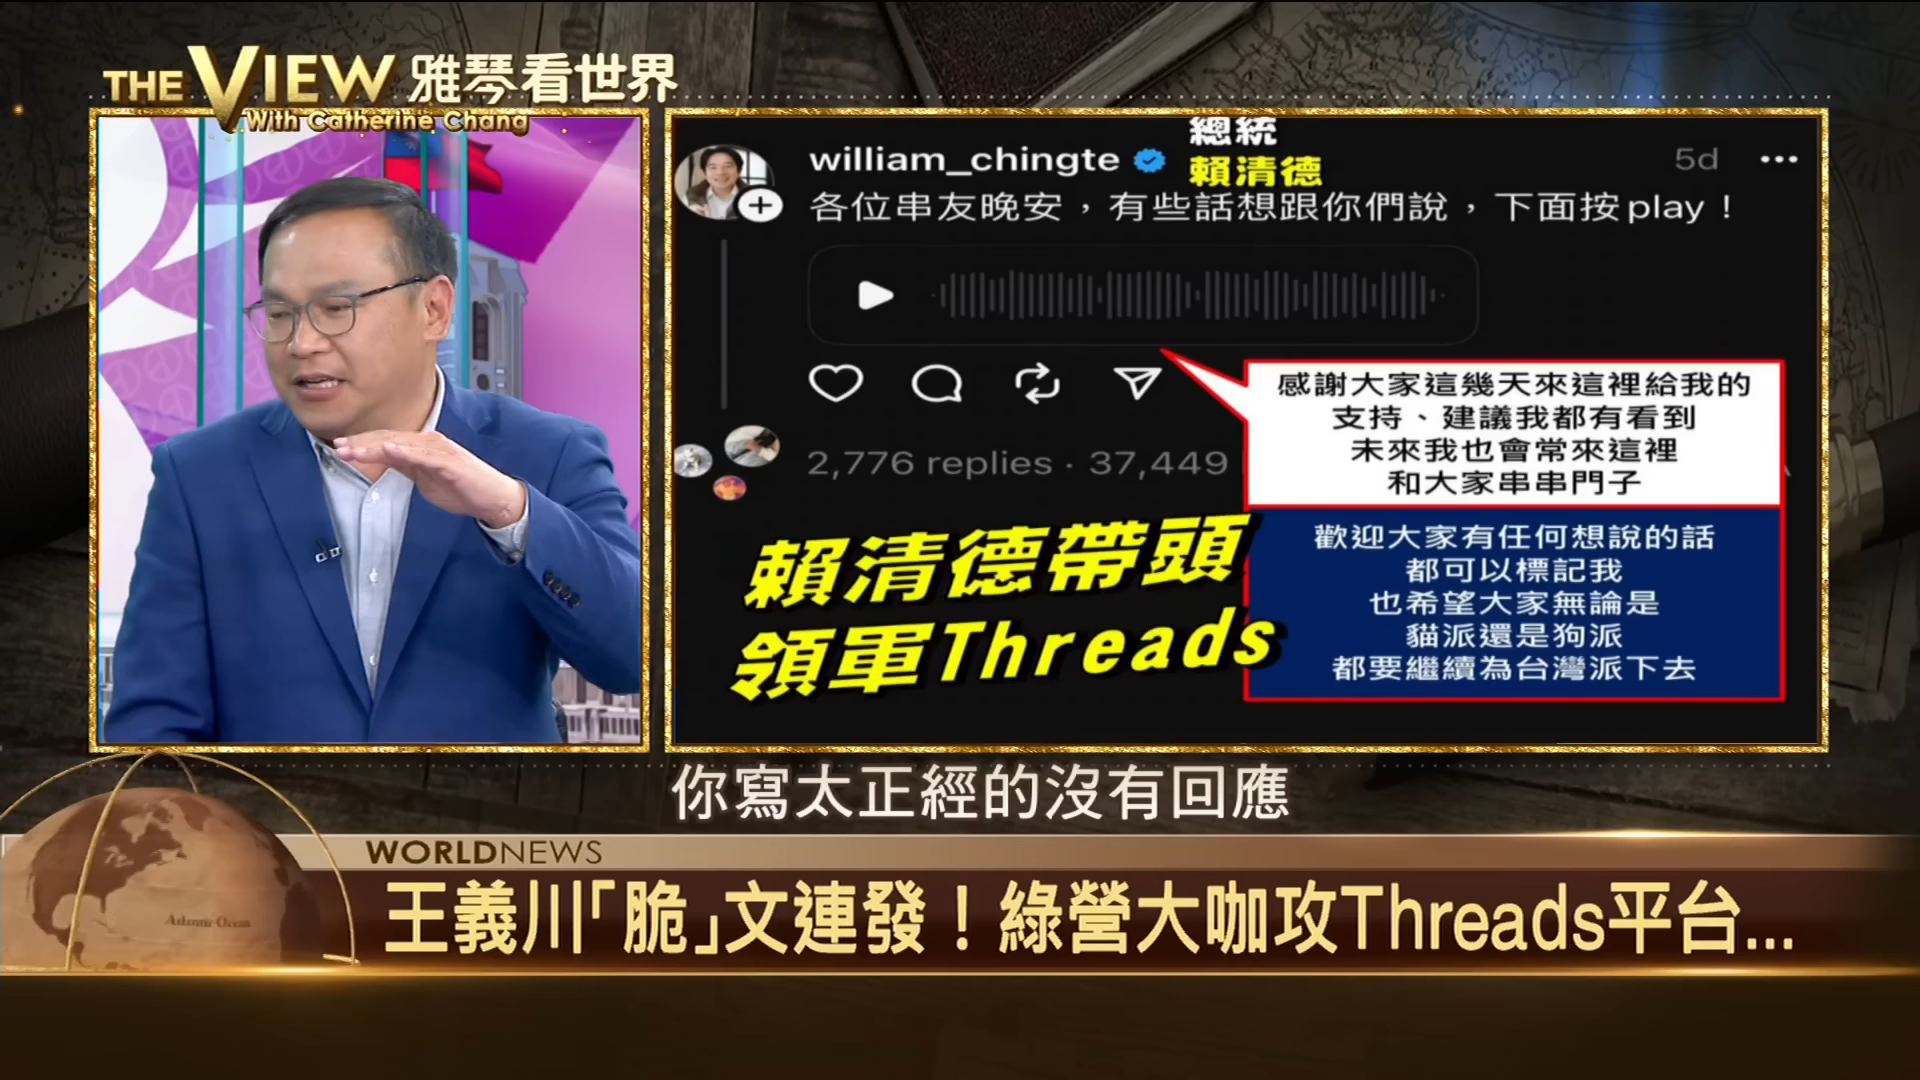 THE VIEW 雅琴看世界
With Catherine Chang
總統
賴清德
william_chingte
5d
各位串友晚安，有些話想跟你們說，下面按play！
2,776 replies · 37,449
感謝大家這幾天來這裡給我的
支持、建議我都有看到
未來我也會常來這裡
和大家串串門子
歡迎大家有任何想說的話
都可以標記我
也希望大家無論是
貓派還是狗派
都要繼續為台灣派下去
賴清德帶頭
領軍Threads
你寫太正經的沒有回應
WORLDNEWS
王義川「脆」文連發！綠營大咖攻Threads平台...
Atlantic Ocean